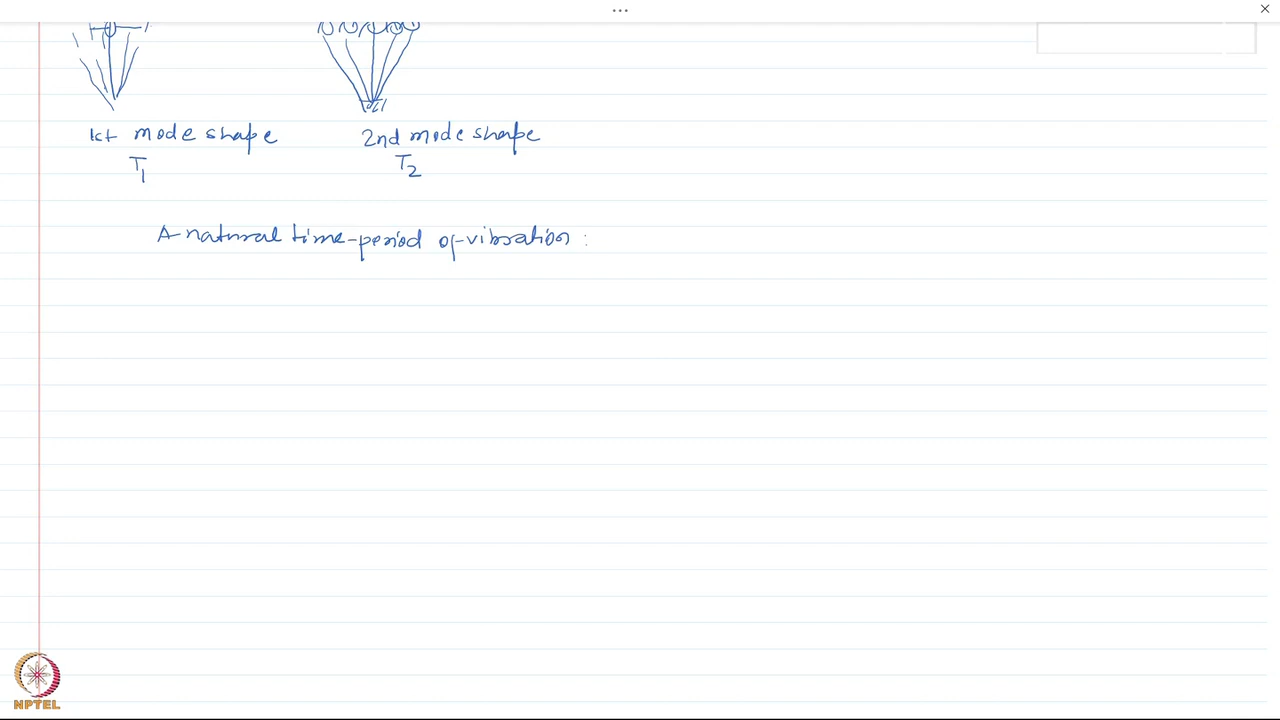 1st mode shape 2nd mode shape
T1 T2
A natural time-period of vibration :
NPTEL